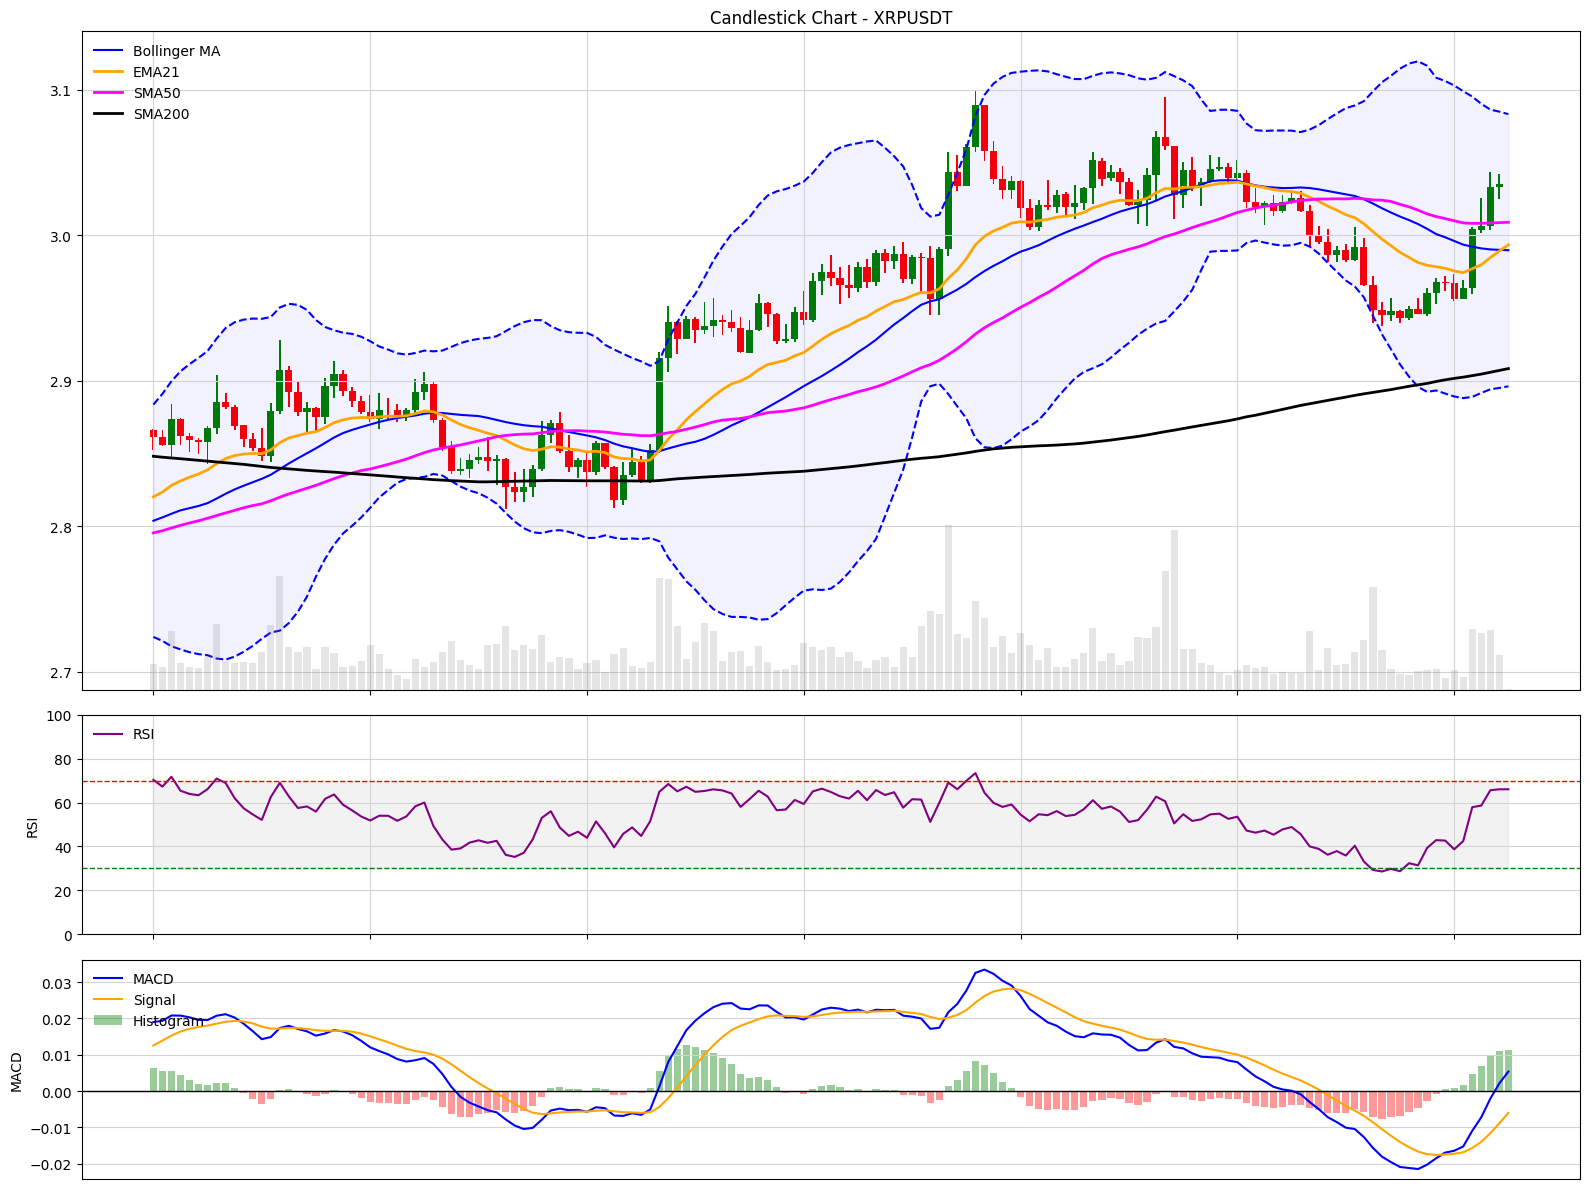 Candlestick Chart - XRPUSDT
Bollinger MA
EMA21
SMA50
SMA200
3.1
3.0
2.9
2.8
2.7
RSI
100
80
60
40
20
0
RSI
MACD
Signal
Histogram
0.03
0.02
0.01
0.00
−0.01
−0.02
MACD